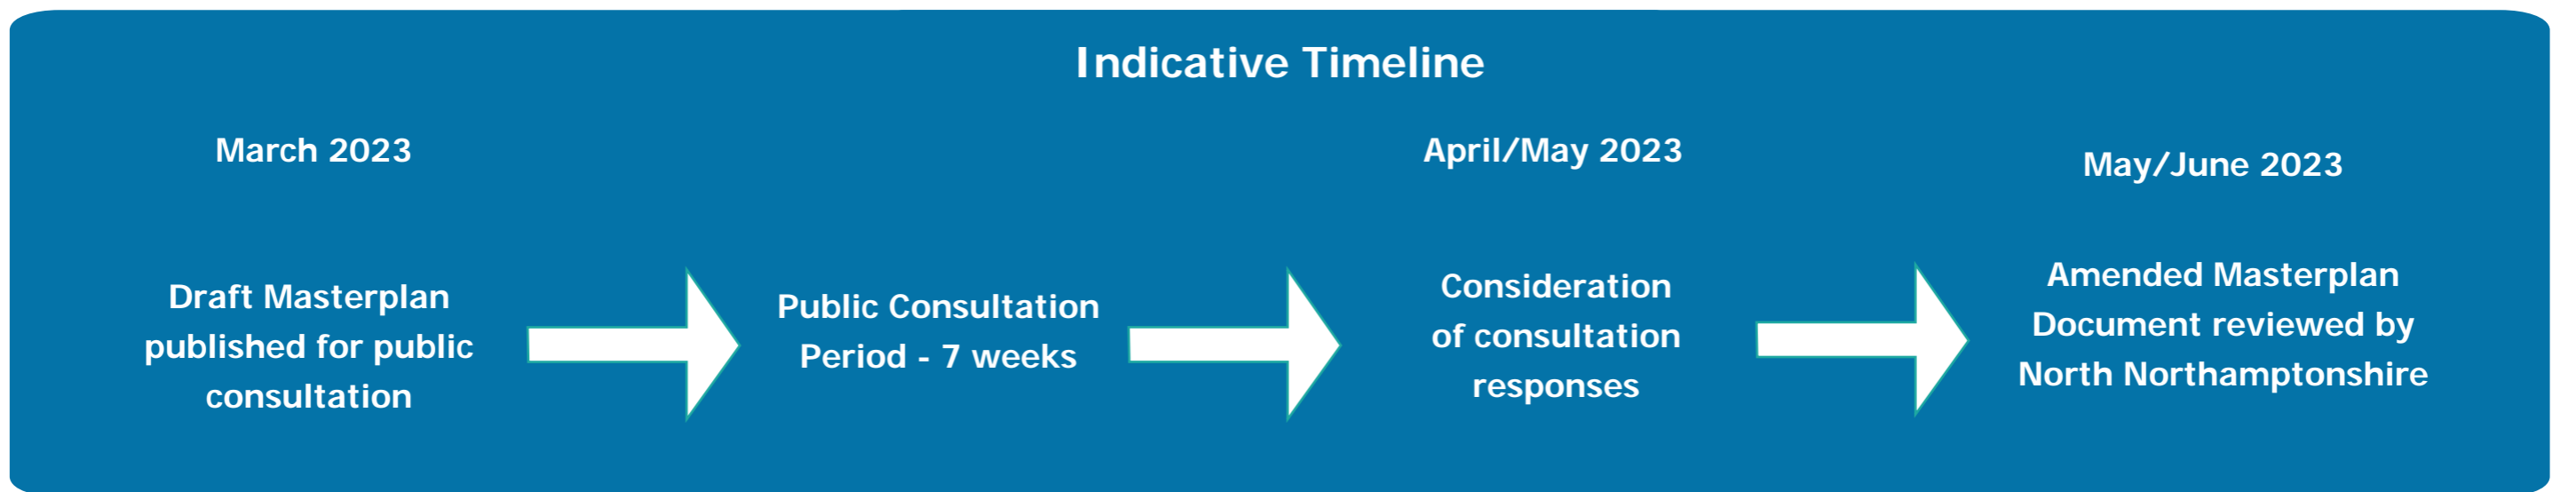 Indicative Timeline
March 2023
Draft Masterplan
published for public
consultation
Public Consultation
Period - 7 weeks
April/May 2023
Consideration
of consultation
responses
May/June 2023
Amended Masterplan
Document reviewed by
North Northamptonshire